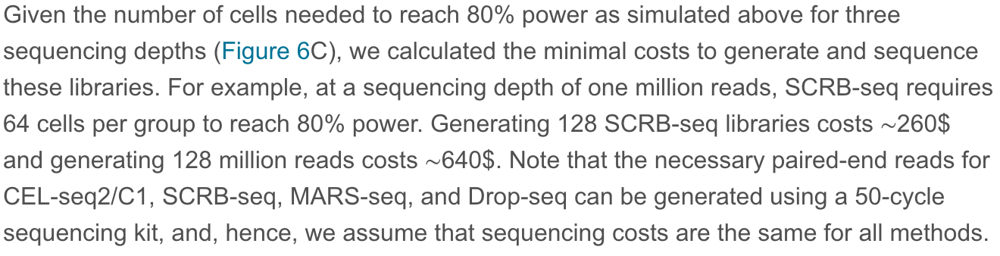 Given the number of cells needed to reach 80% power as simulated above for three
sequencing depths (Figure 6C), we calculated the minimal costs to generate and sequence
these libraries. For example, at a sequencing depth of one million reads, SCRB-seq requires
64 cells per group to reach 80% power. Generating 128 SCRB-seq libraries costs ∼260$
and generating 128 million reads costs ∼640$. Note that the necessary paired-end reads for
CEL-seq2/C1, SCRB-seq, MARS-seq, and Drop-seq can be generated using a 50-cycle
sequencing kit, and, hence, we assume that sequencing costs are the same for all methods.